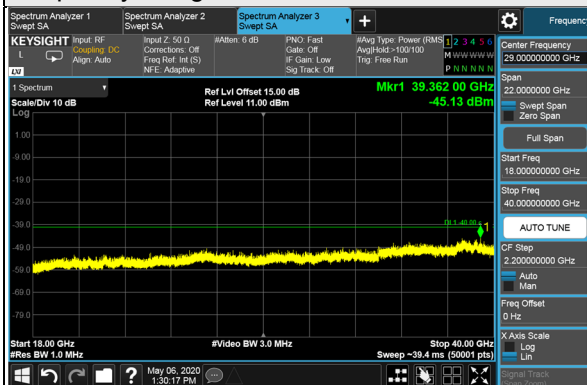 Spectrum Analyzer 1
Swept SA
Spectrum Analyzer 2
Swept SA
Spectrum Analyzer 3
Swept SA
Frequency
KEYSIGHT
L
LXI
Input: RF
Coupling: DC
Align: Auto
Input Z: 50 Ω
Corrections: Off
Freq Ref: Int (S)
NFE: Adaptive
#Atten: 6 dB
PNO: Fast
Gate: Off
IF Gain: Low
Sig Track: Off
#Avg Type: Power (RMS
Avg|Hold:>100/100
Trig: Free Run
1 2 3 4 5 6
M W W W W W
P N N N N N
1 Spectrum
Scale/Div 10 dB
Log
Ref Lvl Offset 15.00 dB
Ref Level 11.00 dBm
Mkr1 39.362 00 GHz
-45.13 dBm
1.00
-9.00
-19.0
-29.0
-39.0
-49.0
-59.0
-69.0
-79.0
1
Start 18.00 GHz
#Res BW 1.0 MHz
#Video BW 3.0 MHz
Stop 40.00 GHz
Sweep ~39.4 ms (50001 pts)
May 06, 2020
1:30:17 PM
?
Center Frequency
29.000000000 GHz
Span
22.0000000 GHz
Swept Span
Zero Span
Full Span
Start Freq
18.000000000 GHz
Stop Freq
40.000000000 GHz
AUTO TUNE
CF Step
2.200000000 GHz
Auto
Man
Freq Offset
0 Hz
X Axis Scale
Log
Lin
Signal Track